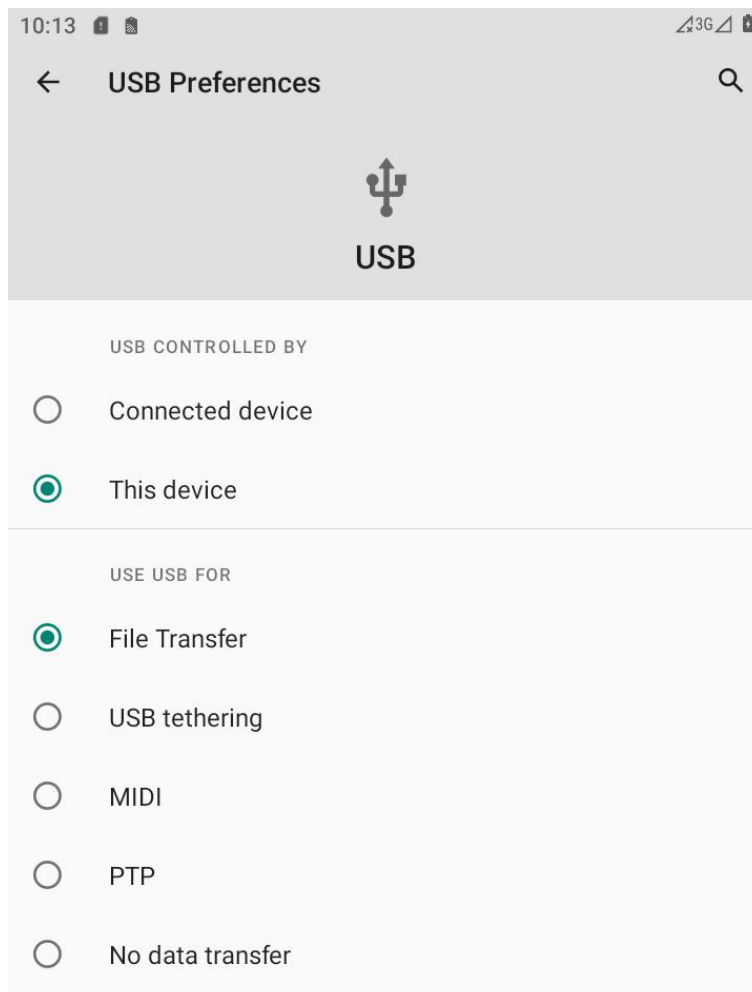 10:13
3G
USB Preferences
USB
USB CONTROLLED BY
Connected device
This device
USE USB FOR
File Transfer
USB tethering
MIDI
PTP
No data transfer